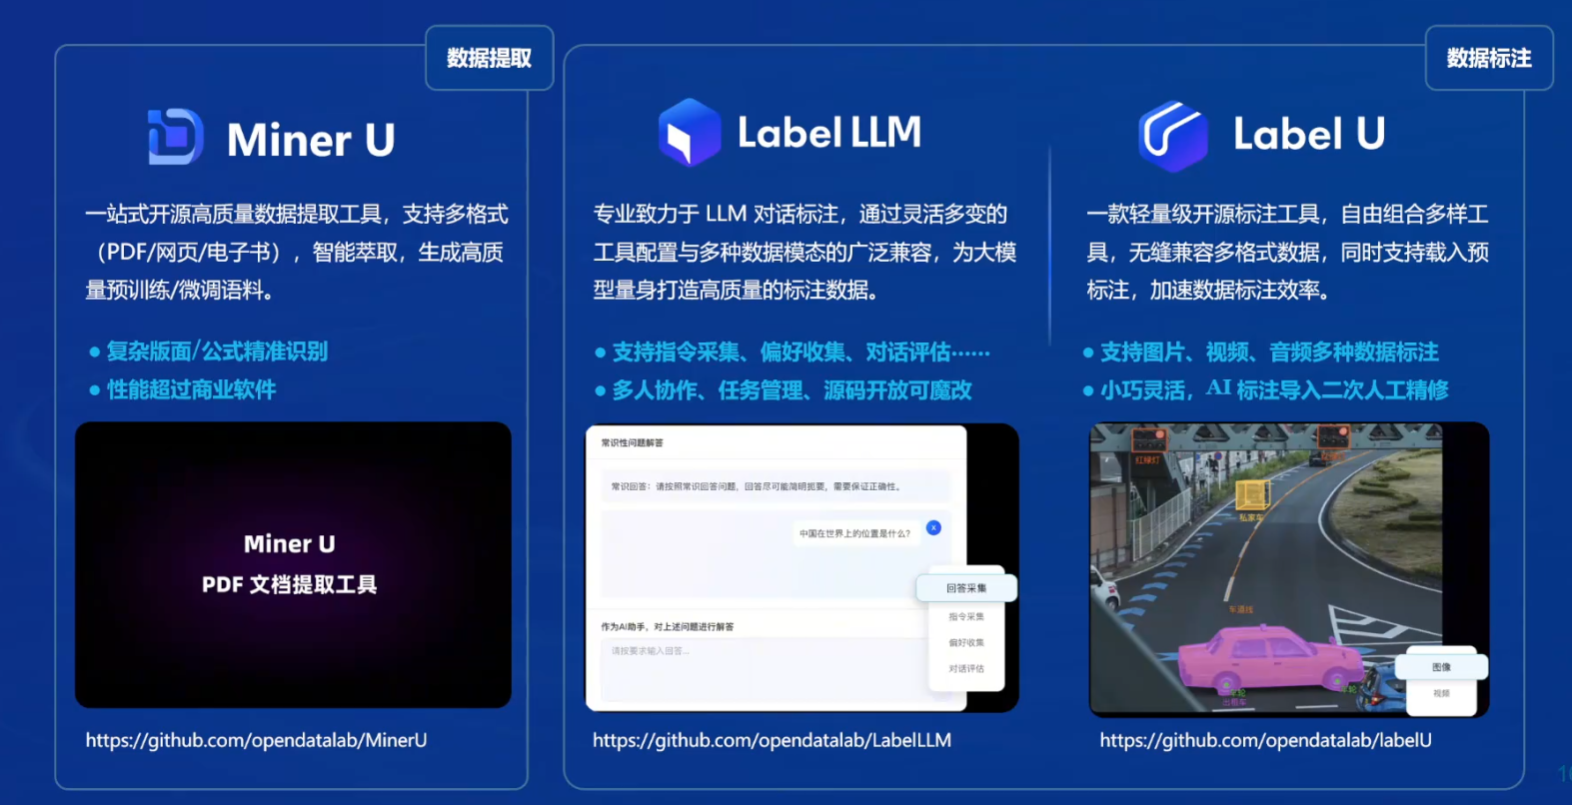 数据提取
Miner U
一站式开源高质量数据提取工具，支持多格式
（PDF/网页/电子书），智能萃取，生成高质
量预训练/微调语料。
● 复杂版面/公式精准识别
● 性能超过商业软件
Miner U
PDF 文档提取工具
https://github.com/opendatalab/MinerU
数据标注
Label LLM
专业致力于 LLM 对话标注，通过灵活多变的
工具配置与多种数据模态的广泛兼容，为大模
型量身打造高质量的标注数据。
● 支持指令采集、偏好收集、对话评估……
● 多人协作、任务管理、源码开放可魔改
常识性问题解答
常识回答：请按照常识回答问题，回答尽可能简明扼要，需要保证正确性。
中国在世界上的位置是什么？
X
回答采集
指令采集
偏好收集
对话评估
作为AI助手，对上述问题进行解答
请按要求输入回答...
https://github.com/opendatalab/LabelLLM
Label U
一款轻量级开源标注工具，自由组合多样工
具，无缝兼容多格式数据，同时支持载入预
标注，加速数据标注效率。
● 支持图片、视频、音频多种数据标注
● 小巧灵活，AI 标注导入二次人工精修
红绿灯
私家车
车道线
车轮
车轮
出租车
图像
视频
https://github.com/opendatalab/labelU